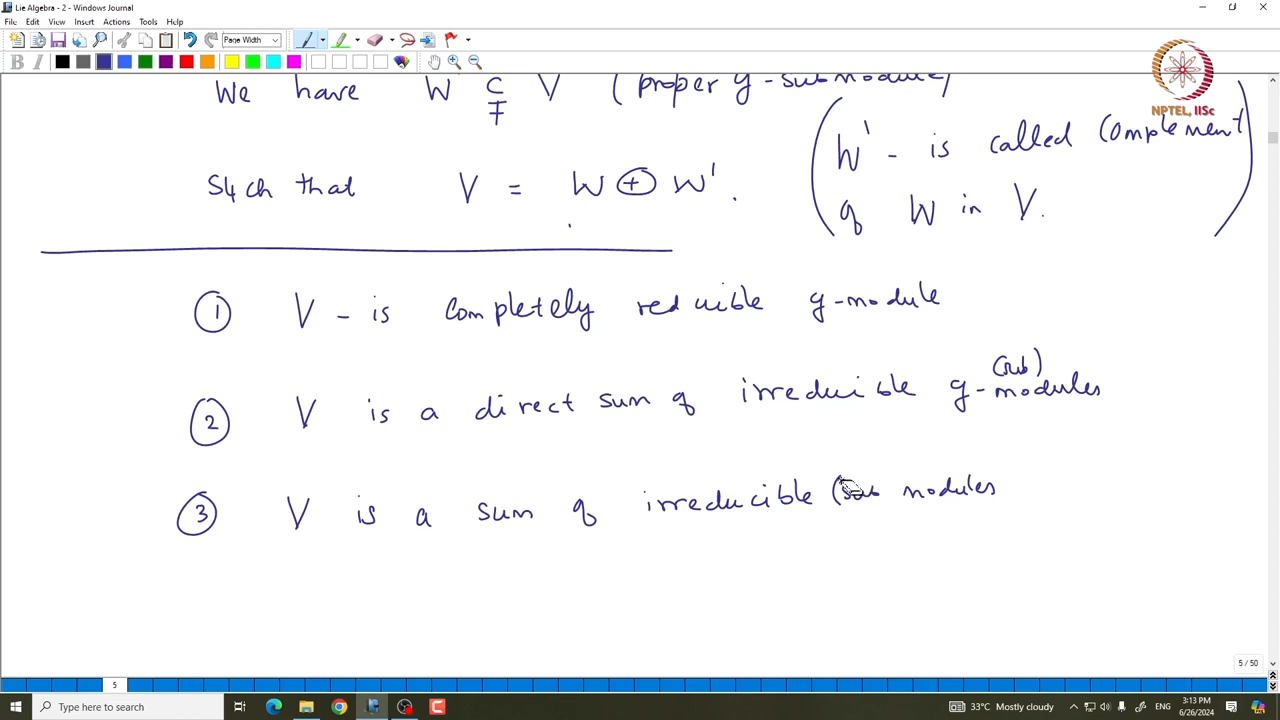 Lie Algebra - 2 - Windows Journal
File Edit View Insert Actions Tools Help
Page Width
B I
NPTEL, IISc
We have W ⊊ V (proper g-submodule)
such that V = W ⊕ W' .
( W' - is called complement
of W in V. )
① V - is completely reducible g-module
② V is a direct sum of irreducible g-(sub)modules
③ V is a sum of irreducible (sub modules
5 / 50
5
Type here to search
33°C Mostly cloudy
ENG
3:13 PM
6/26/2024